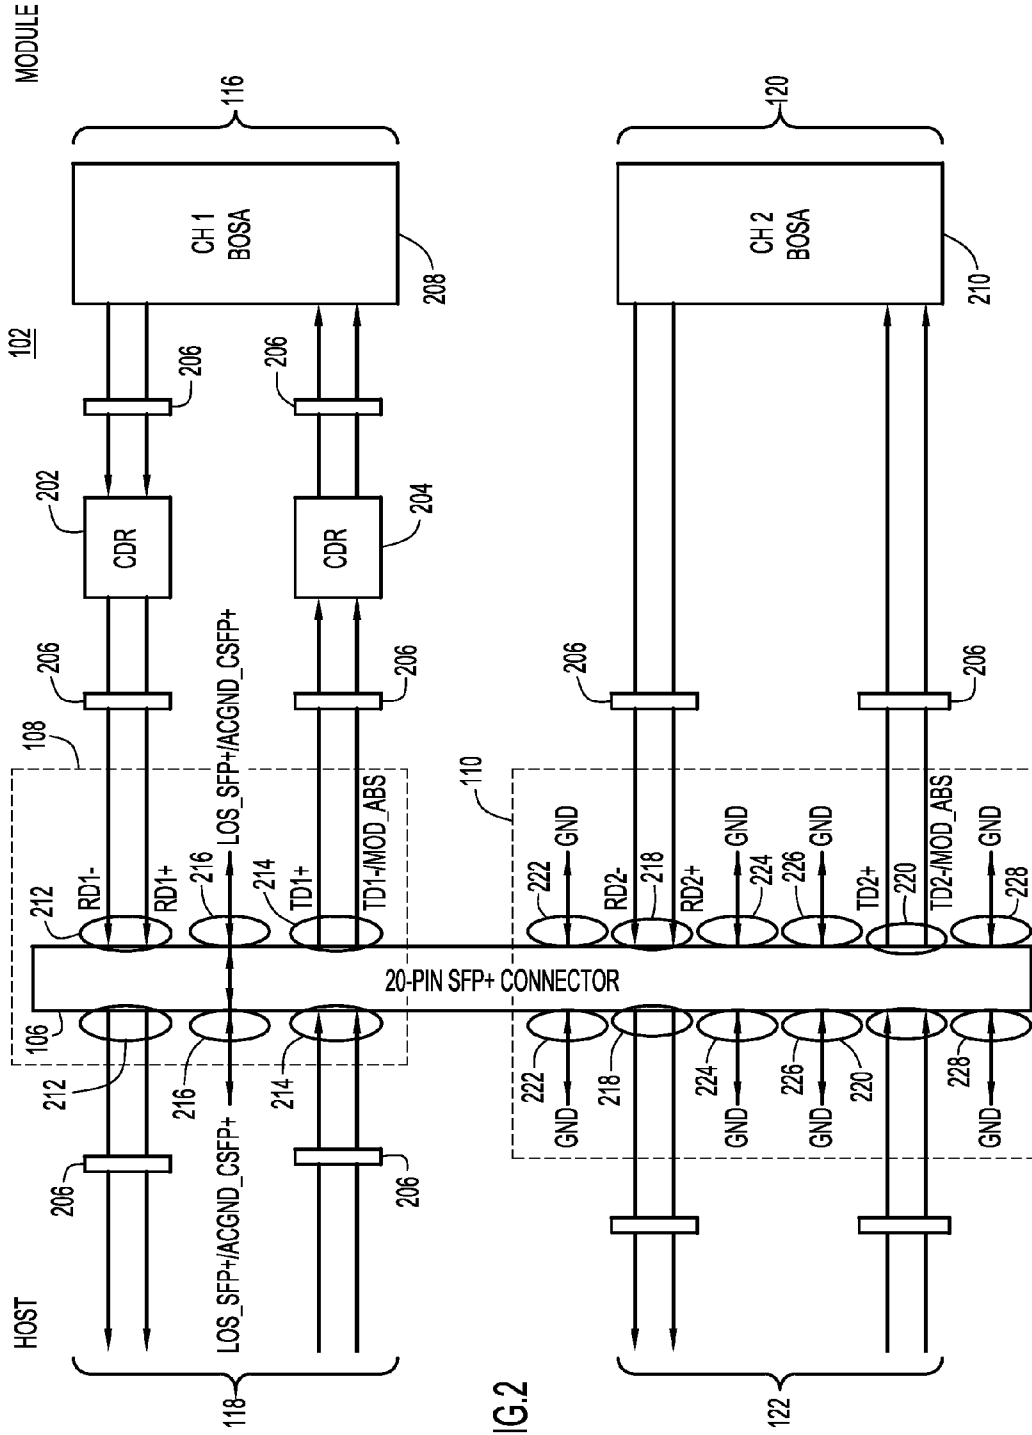 HOST
102
MODULE
118
206
206
212
216
214
106
LOS_SFP+/ACGND_CSFP+
212
RD1-
RD1+
216
214
TD1+
TD1-/MOD_ABS
LOS_SFP+/ACGND_CSFP+
108
206
206
202
CDR
CDR
204
206
206
CH 1
BOSA
208
116
20-PIN SFP+ CONNECTOR
IG.2
122
GND
GND
GND
GND
222
218
224
226
220
228
110
222
GND
RD2-
218
RD2+
224
GND
226
GND
TD2+
220
TD2-/MOD_ABS
228
GND
206
206
CH 2
BOSA
210
120